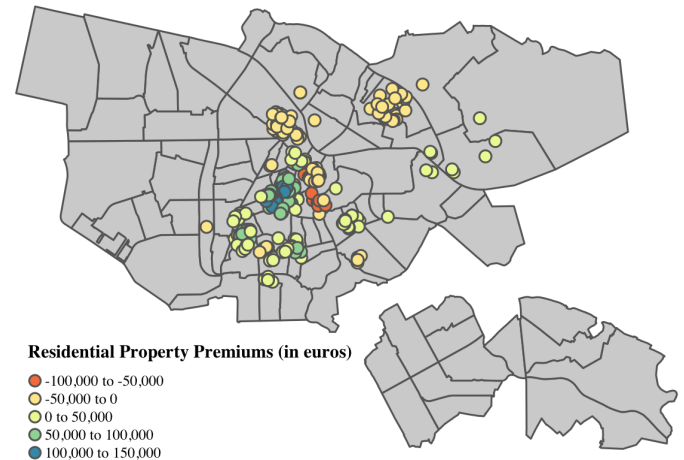 Residential Property Premiums (in euros)
-100,000 to -50,000
-50,000 to 0
0 to 50,000
50,000 to 100,000
100,000 to 150,000